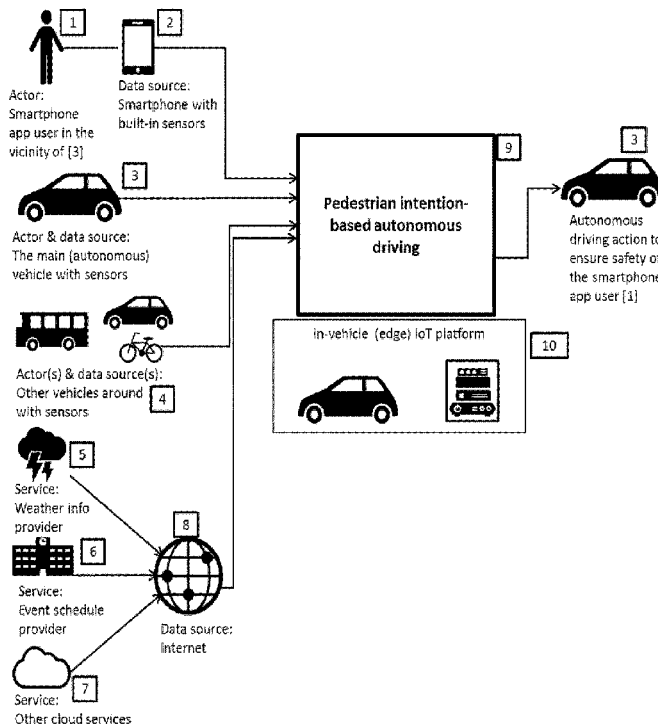 1
2
Actor:
Smartphone
app user in the
vicinity of [3]
Data source:
Smartphone with
built-in sensors
3
Actor & data source:
The main (autonomous)
vehicle with sensors
Actor(s) & data source(s):
Other vehicles around
with sensors
4
5
Service:
Weather info
provider
6
Service:
Event schedule
provider
7
Service:
Other cloud services
8
Data source:
Internet
9
Pedestrian intention-
based autonomous
driving
in-vehicle (edge) IoT platform
10
3
Autonomous
driving action to
ensure safety of
the smartphone
app user [1]